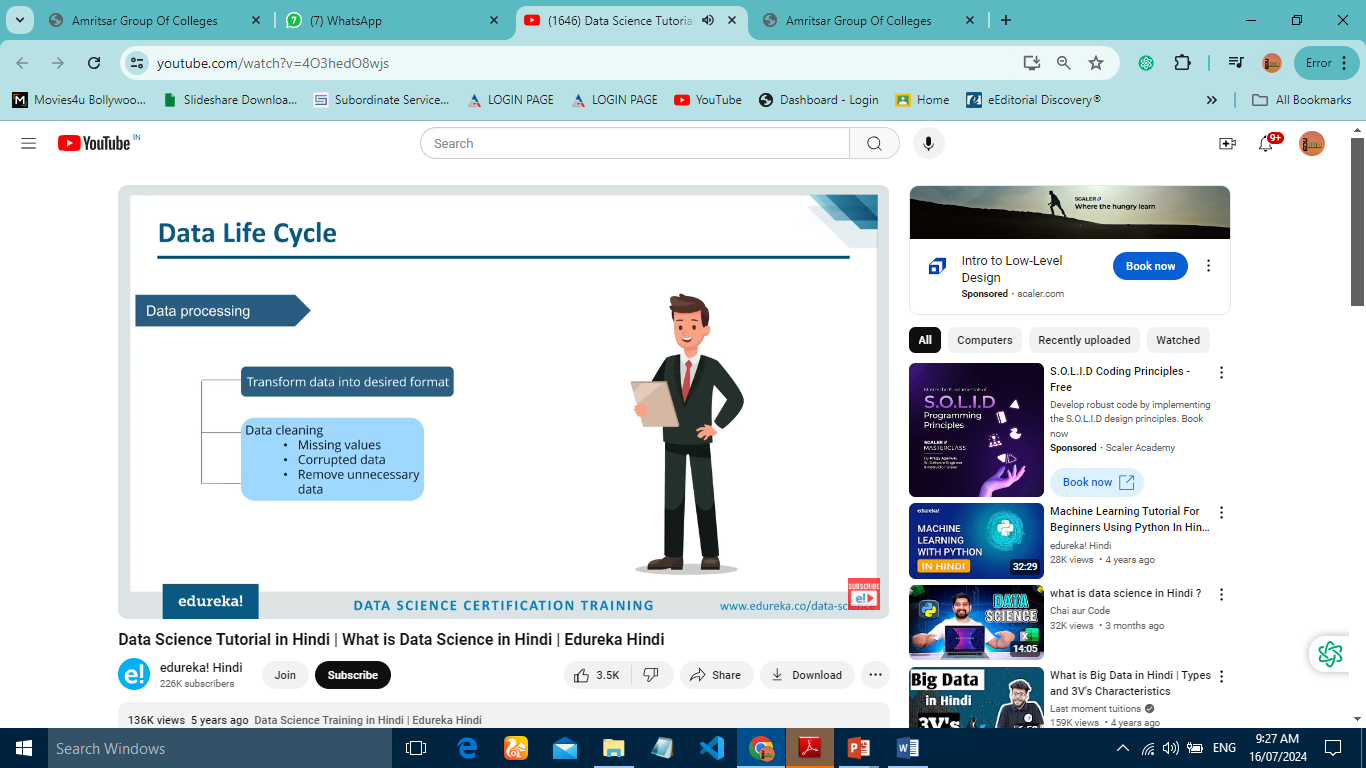 Amritsar Group Of Colleges
(7) WhatsApp
(1646) Data Science Tutorial
Amritsar Group Of Colleges
youtube.com/watch?v=4O3hedO8wjs
Error
Movies4u Bollywoo...
Slideshare Downloa...
Subordinate Service...
LOGIN PAGE
LOGIN PAGE
YouTube
Dashboard - Login
Home
eEditorial Discovery®
All Bookmarks
YouTube IN
Search
9+
Data Life Cycle
Data processing
Transform data into desired format
Data cleaning
• Missing values
• Corrupted data
• Remove unnecessary
data
edureka!
DATA SCIENCE CERTIFICATION TRAINING
www.edureka.co/data-science
SUBSCRIBE
e!
Data Science Tutorial in Hindi | What is Data Science in Hindi | Edureka Hindi
e!
edureka! Hindi
226K subscribers
Join
Subscribe
3.5K
Share
Download
136K views 5 years ago Data Science Training in Hindi | Edureka Hindi
SCALER
Where the hungry learn
Intro to Low-Level
Design
Sponsored · scaler.com
Book now
All
Computers
Recently uploaded
Watched
Master the Fundamentals of
S.O.L.I.D
Programming
Principles
SCALER
MASTERCLASS
S.O.L.I.D Coding Principles -
Free
Develop robust code by implementing
the S.O.L.I.D design principles. Book
now
Sponsored · Scaler Academy
Book now
edureka!
MACHINE
LEARNING
WITH PYTHON
IN HINDI
32:29
Machine Learning Tutorial For
Beginners Using Python In Hin...
edureka! Hindi
28K views • 4 years ago
DATA
SCIENCE
14:05
what is data science in Hindi ?
Chai aur Code
32K views • 3 months ago
Big Data
in Hindi
3V's
What is Big Data in Hindi | Types
and 3V's Characteristics
Last moment tuitions
159K views • 4 years ago
Search Windows
ENG
9:27 AM
16/07/2024